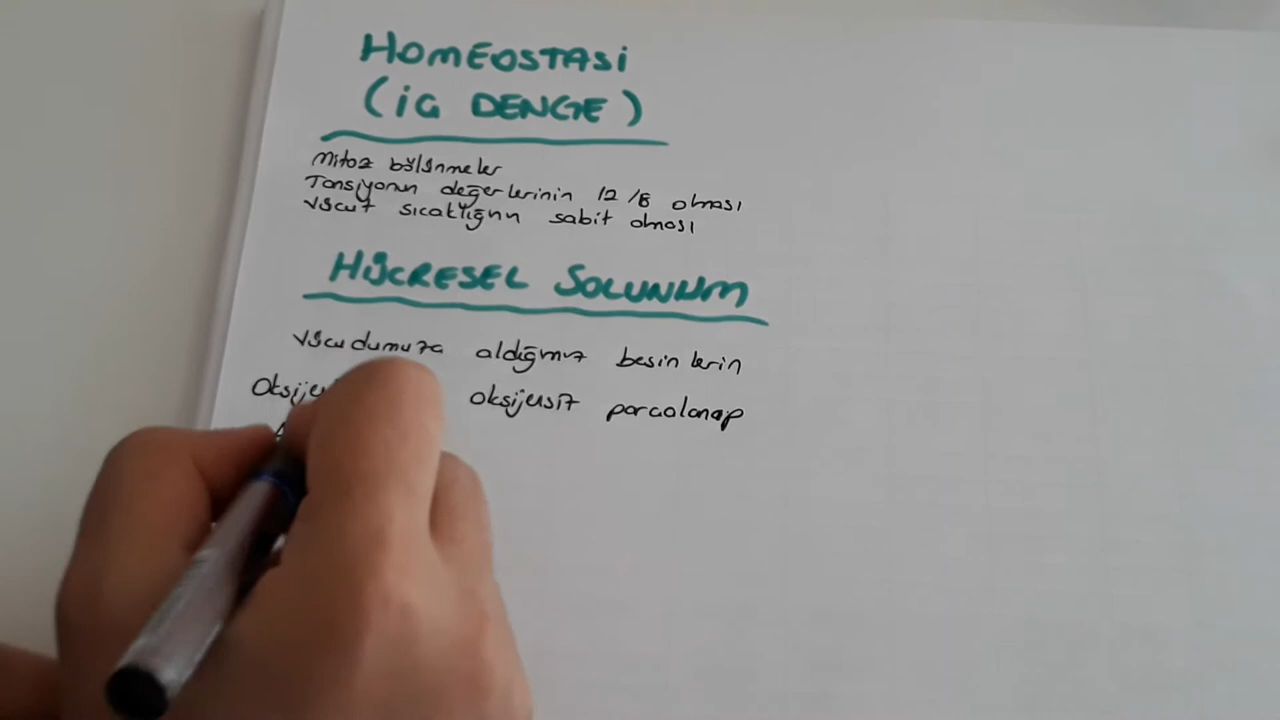 HOMEOSTASİ
(İÇ DENGE)
Mitoz bölünmeler
Tansiyonun değerlerinin 12/8 olması
Vücut sıcaklığının sabit olması
HÜCRESEL SOLUNUM
Vücudumuza aldığımız besinlerin
oksijensiz parçalanıp